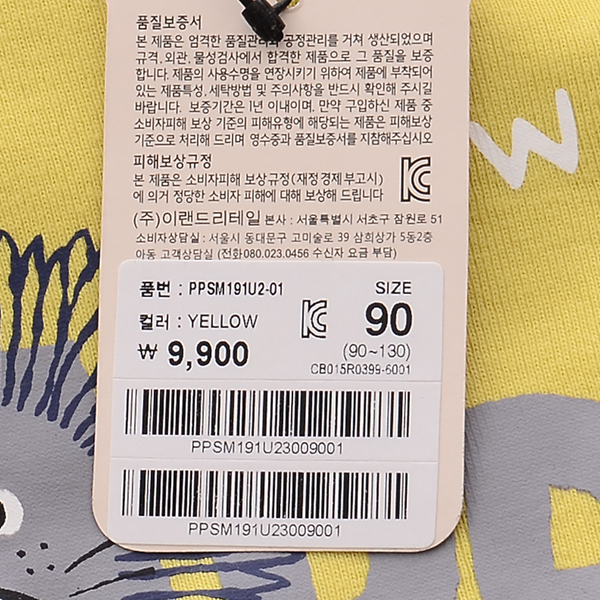 품질보증서
본 제품은 엄격한 품질관리와 공정관리를 거쳐 생산되었으며
규격, 외관, 물성검사에서 합격한 제품으로 그 품질을 보증
합니다. 제품의 사용수명을 연장시키기 위하여 제품에 부착되어
있는 제품특성, 세탁방법 및 주의사항을 반드시 확인해 주시길
바랍니다. 보증기간은 1년 이내이며, 만약 구입하신 제품 중
소비자피해 보상 기준의 피해유형에 해당되는 제품은 피해보상
기준으로 처리해 드리며 영수증과 품질보증서를 지참해주십시오
피해보상규정
본 제품은 소비자피해 보상규정(재정경제부고시)
에 의거 정당한 소비자 피해에 대해 보상해 드립니다
(주)이랜드리테일 본사 : 서울특별시 서초구 잠원로 51
소비자상담실 : 서울시 동대문구 고미술로 39 삼희상가 5동2층
아동 고객상담실 (전화080.023.0456 수신자 요금 부담)
품번 : PPSM191U2-01 SIZE
컬러 : YELLOW 90
₩ 9,900 (90~130)
CB015R0399-6001
PPSM191U23009001
PPSM191U23009001
W